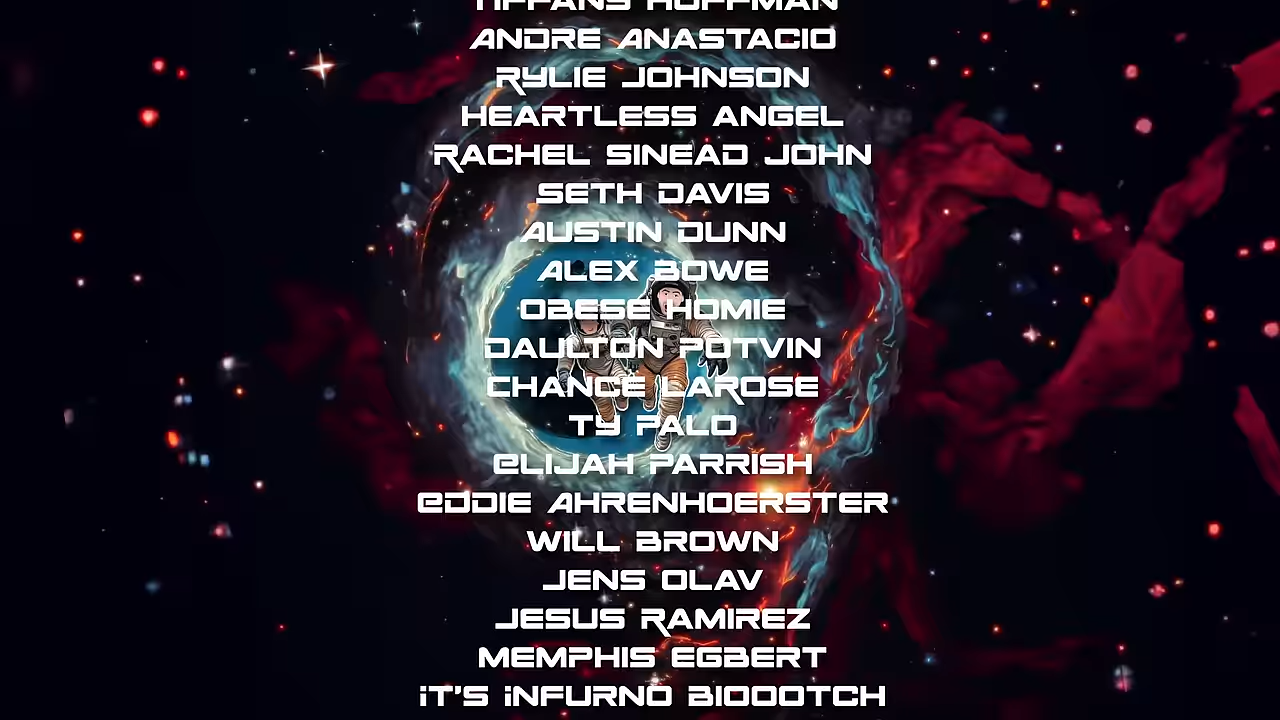 TIFFANS HOFFMAN
ANDRE ANASTACIO
RYLIE JOHNSON
HEARTLESS ANGEL
RACHEL SINEAD JOHN
SETH DAVIS
AUSTIN DUNN
ALEX BOWE
OBESE HOMIE
DAULTON POTVIN
CHANCE LAROSE
TY PALO
ELIJAH PARRISH
EDDIE AHRENHOERSTER
WILL BROWN
JENS OLAV
JESUS RAMIREZ
MEMPHIS EGBERT
IT'S INFURNO BIOOOTCH